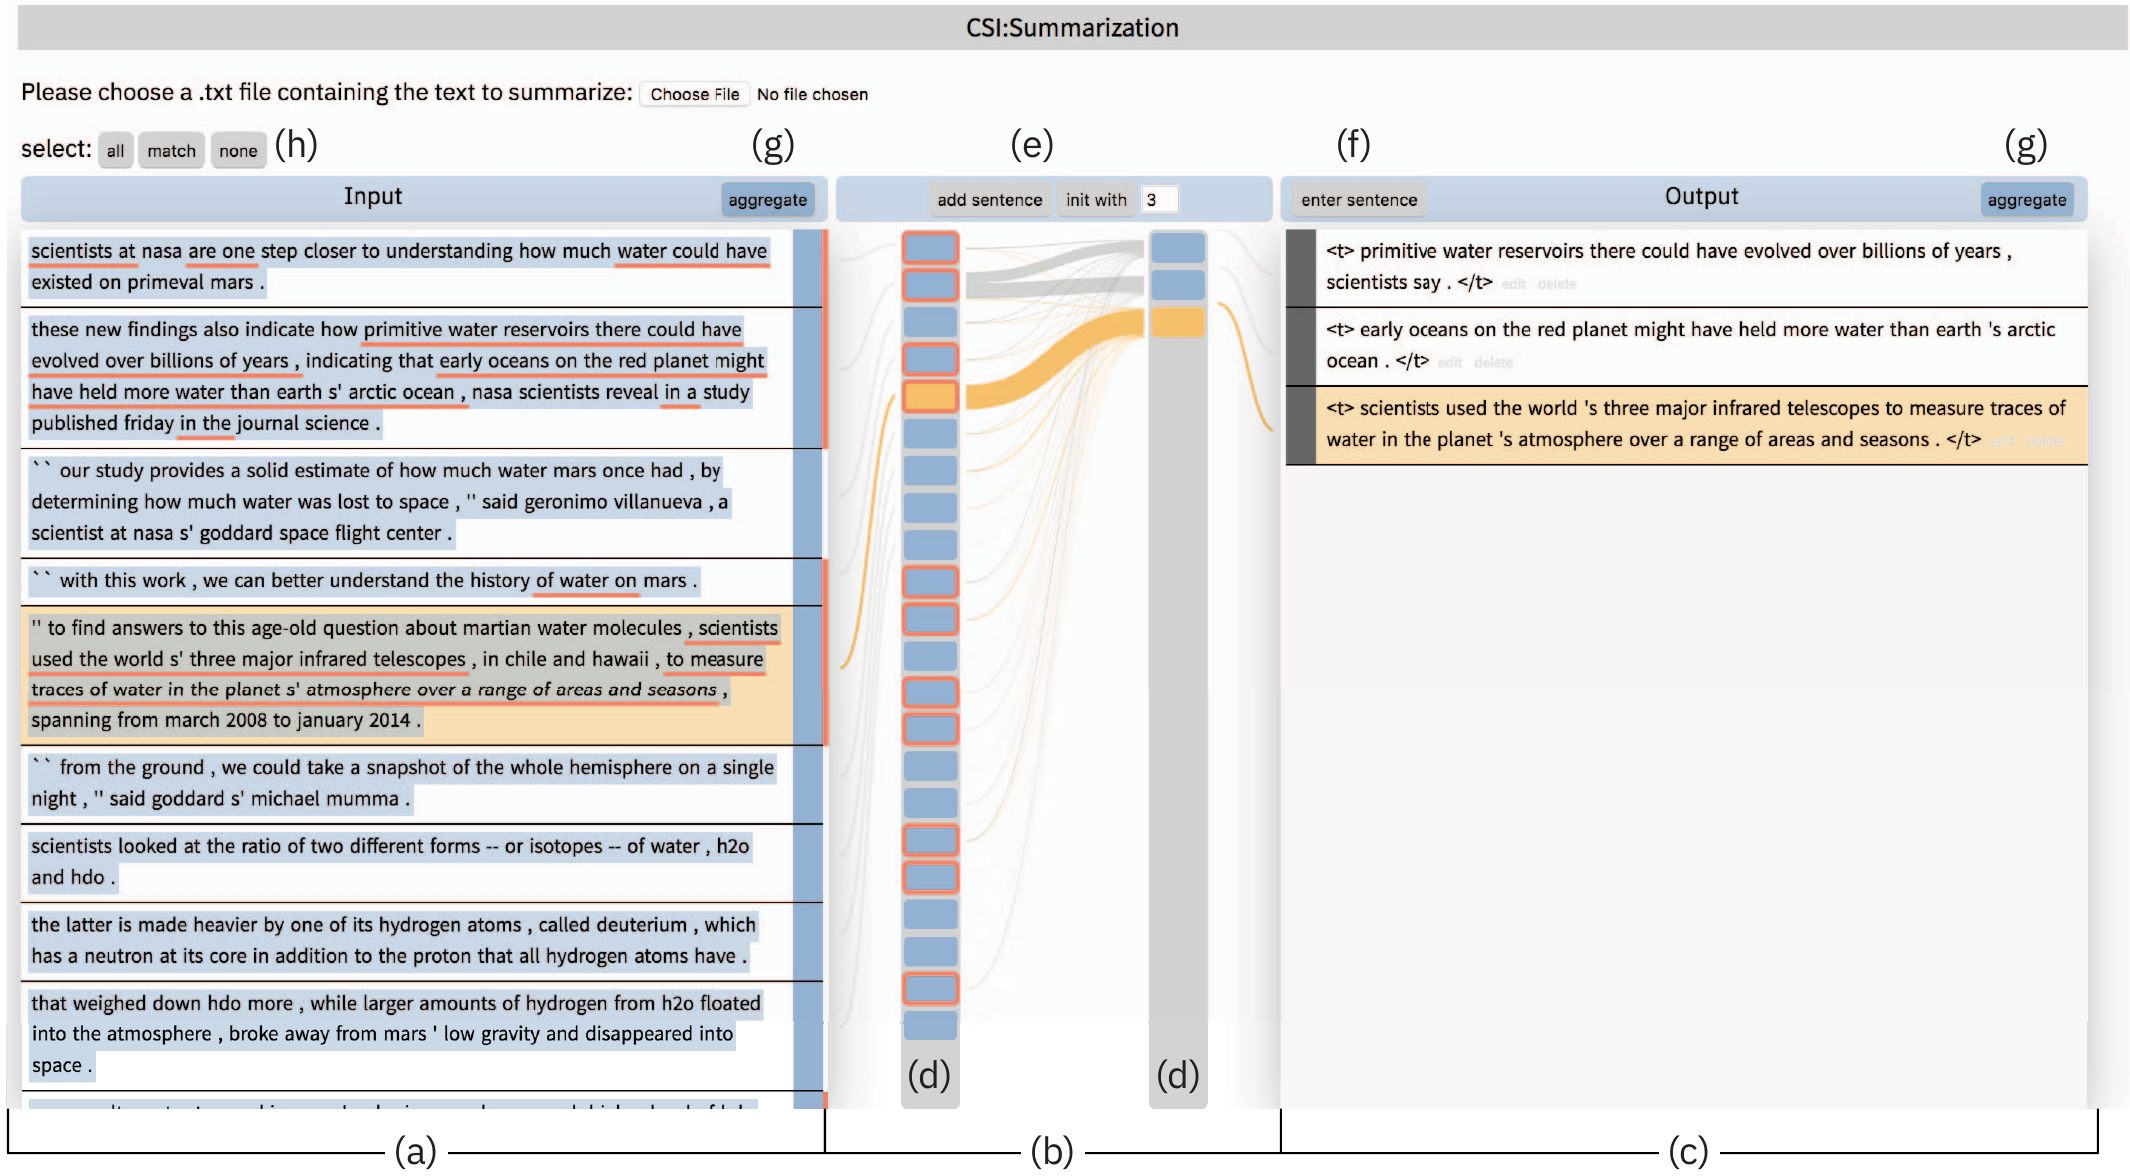 CSI:Summarization
Please choose a .txt file containing the text to summarize: Choose File No file chosen
select: all match none (h) (g) (e) (f) (g)
Input aggregate
add sentence init with 3
enter sentence Output aggregate
scientists at nasa are one step closer to understanding how much water could have
existed on primeval mars .
these new findings also indicate how primitive water reservoirs there could have
evolved over billions of years , indicating that early oceans on the red planet might
have held more water than earth s' arctic ocean , nasa scientists reveal in a study
published friday in the journal science .
`` our study provides a solid estimate of how much water mars once had , by
determining how much water was lost to space , '' said geronimo villanueva , a
scientist at nasa s' goddard space flight center .
`` with this work , we can better understand the history of water on mars .
'' to find answers to this age-old question about martian water molecules , scientists
used the world s' three major infrared telescopes , in chile and hawaii , to measure
traces of water in the planet s' atmosphere over a range of areas and seasons ,
spanning from march 2008 to january 2014 .
`` from the ground , we could take a snapshot of the whole hemisphere on a single
night , '' said goddard s' michael mumma .
scientists looked at the ratio of two different forms -- or isotopes -- of water , h2o
and hdo .
the latter is made heavier by one of its hydrogen atoms , called deuterium , which
has a neutron at its core in addition to the proton that all hydrogen atoms have .
that weighed down hdo more , while larger amounts of hydrogen from h2o floated
into the atmosphere , broke away from mars ' low gravity and disappeared into
space .
(d) (d)
<t> primitive water reservoirs there could have evolved over billions of years ,
scientists say . </t> edit delete
<t> early oceans on the red planet might have held more water than earth 's arctic
ocean . </t> edit delete
<t> scientists used the world 's three major infrared telescopes to measure traces of
water in the planet 's atmosphere over a range of areas and seasons . </t> edit delete
(a) (b) (c)